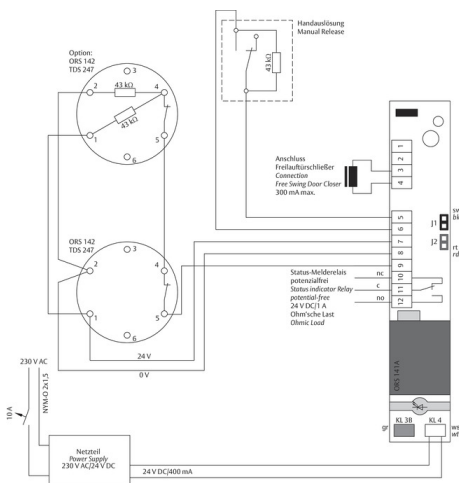 Handauslösung
Manual Release
43 kΩ
Option:
ORS 142
TDS 247
3
2
43 kΩ
4
43 kΩ
1
5
6
Anschluss
Freilauftürschließer
Connection
Free Swing Door Closer
300 mA max.
1
2
3
4
5
6
7
8
9
10
11
12
J1
sw
bk
J2
rt
rd
ORS 142
TDS 247
3
2
4
1
5
6
Status-Melderelais
potenzialfrei
Status indicator Relay
potential-free
24 V DC/1 A
Ohm'sche Last
Ohmic Load
nc
c
no
24 V
0 V
ORS 141A
230 V AC
10 A
NYM-O 2x1,5
gr
KL 3B
KL 4
ws
wt
Netzteil
Power Supply
230 V AC/24 V DC
24 V DC/400 mA